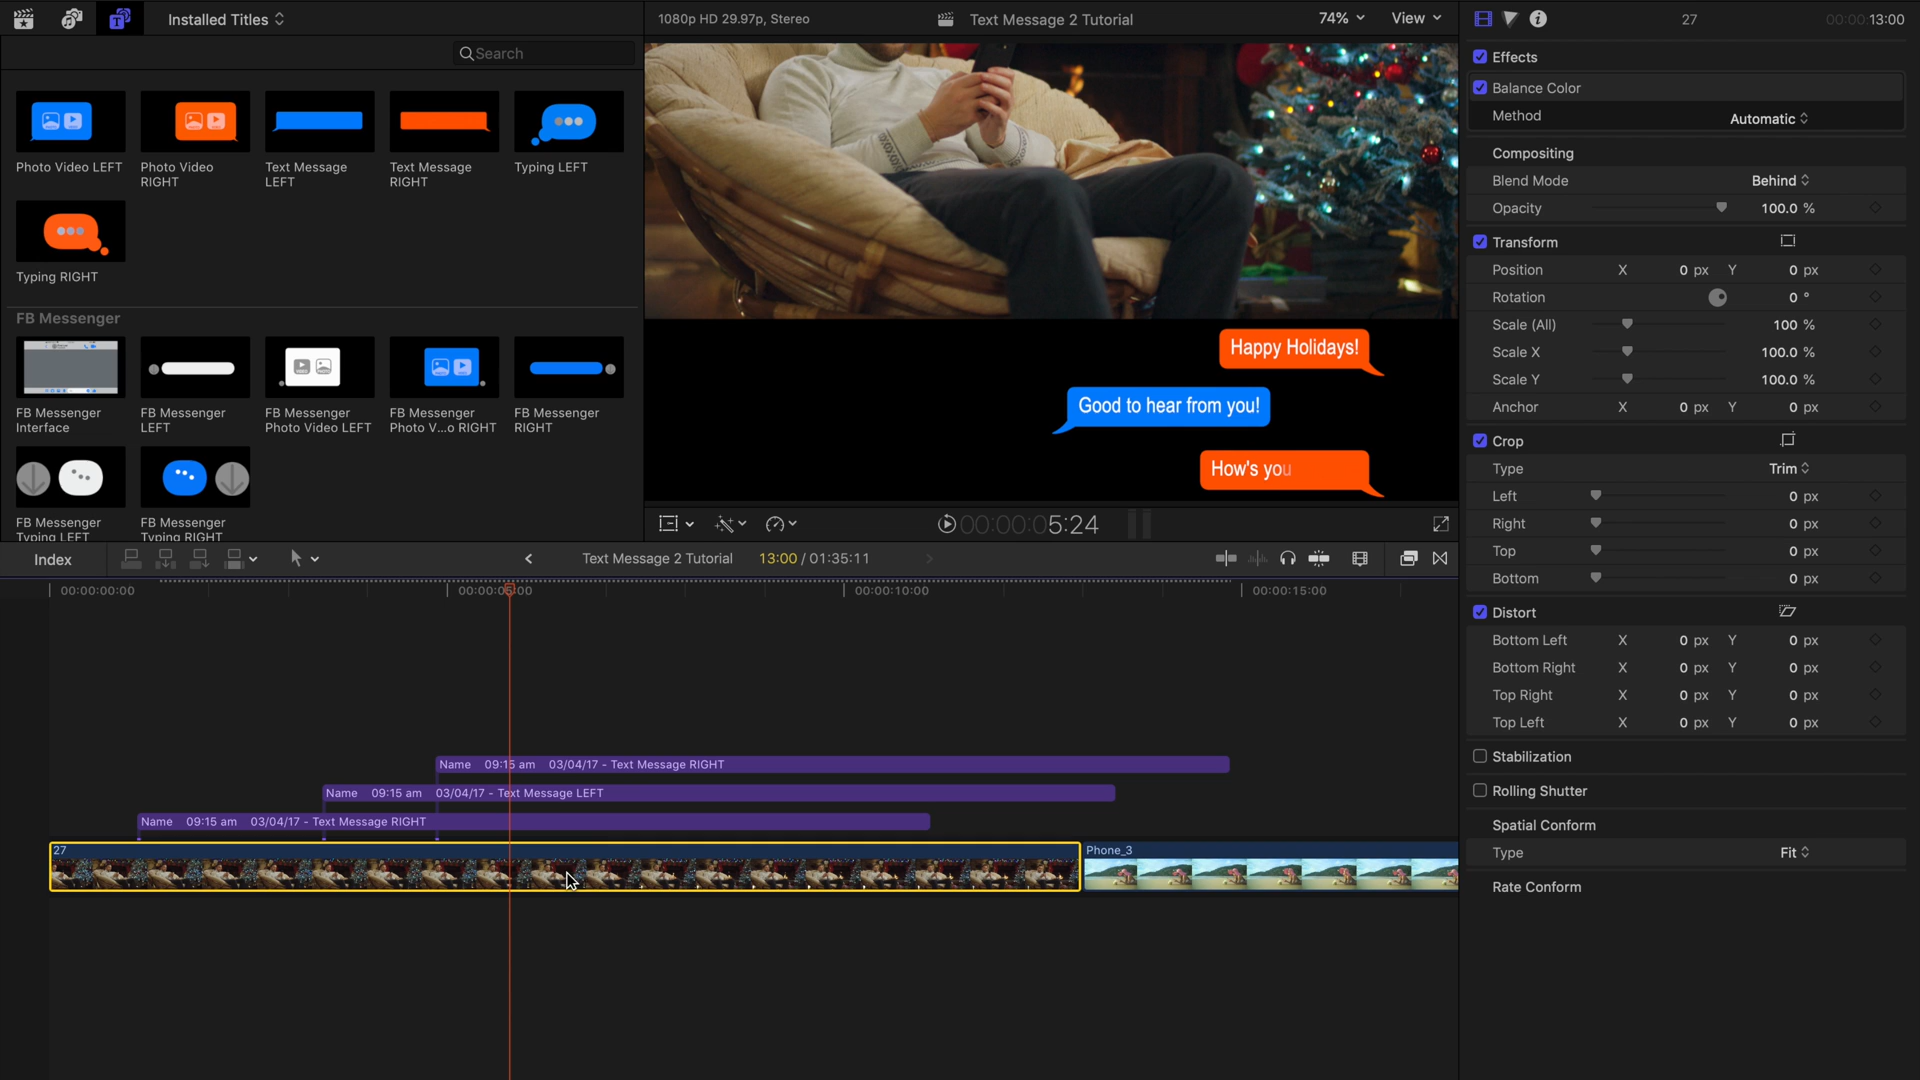 Installed Titles
1080p HD 29.97p, Stereo
Text Message 2 Tutorial
74%
View
27
00:00:00:13:00
Search
Photo Video LEFT
Photo Video
RIGHT
Text Message
LEFT
Text Message
RIGHT
Typing LEFT
Typing RIGHT
FB Messenger
FB Messenger
Interface
FB Messenger
LEFT
FB Messenger
Photo Video LEFT
FB Messenger
Photo V...o RIGHT
FB Messenger
RIGHT
FB Messenger
Typing LEFT
FB Messenger
Typing RIGHT
Happy Holidays!
Good to hear from you!
How's you
00:00:05:24
Effects
Balance Color
Method Automatic
Compositing
Blend Mode Behind
Opacity 100.0 %
Transform
Position X 0 px Y 0 px
Rotation 0 °
Scale (All) 100 %
Scale X 100.0 %
Scale Y 100.0 %
Anchor X 0 px Y 0 px
Crop
Type Trim
Left 0 px
Right 0 px
Top 0 px
Bottom 0 px
Distort
Bottom Left X 0 px Y 0 px
Bottom Right X 0 px Y 0 px
Top Right X 0 px Y 0 px
Top Left X 0 px Y 0 px
Stabilization
Rolling Shutter
Spatial Conform
Type Fit
Rate Conform
Index
Text Message 2 Tutorial 13:00 / 01:35:11
00:00:00:00
00:00:05:00
00:00:10:00
00:00:15:00
Name 09:15 am 03/04/17 - Text Message RIGHT
Name 09:15 am 03/04/17 - Text Message LEFT
Name 09:15 am 03/04/17 - Text Message RIGHT
27
Phone_3